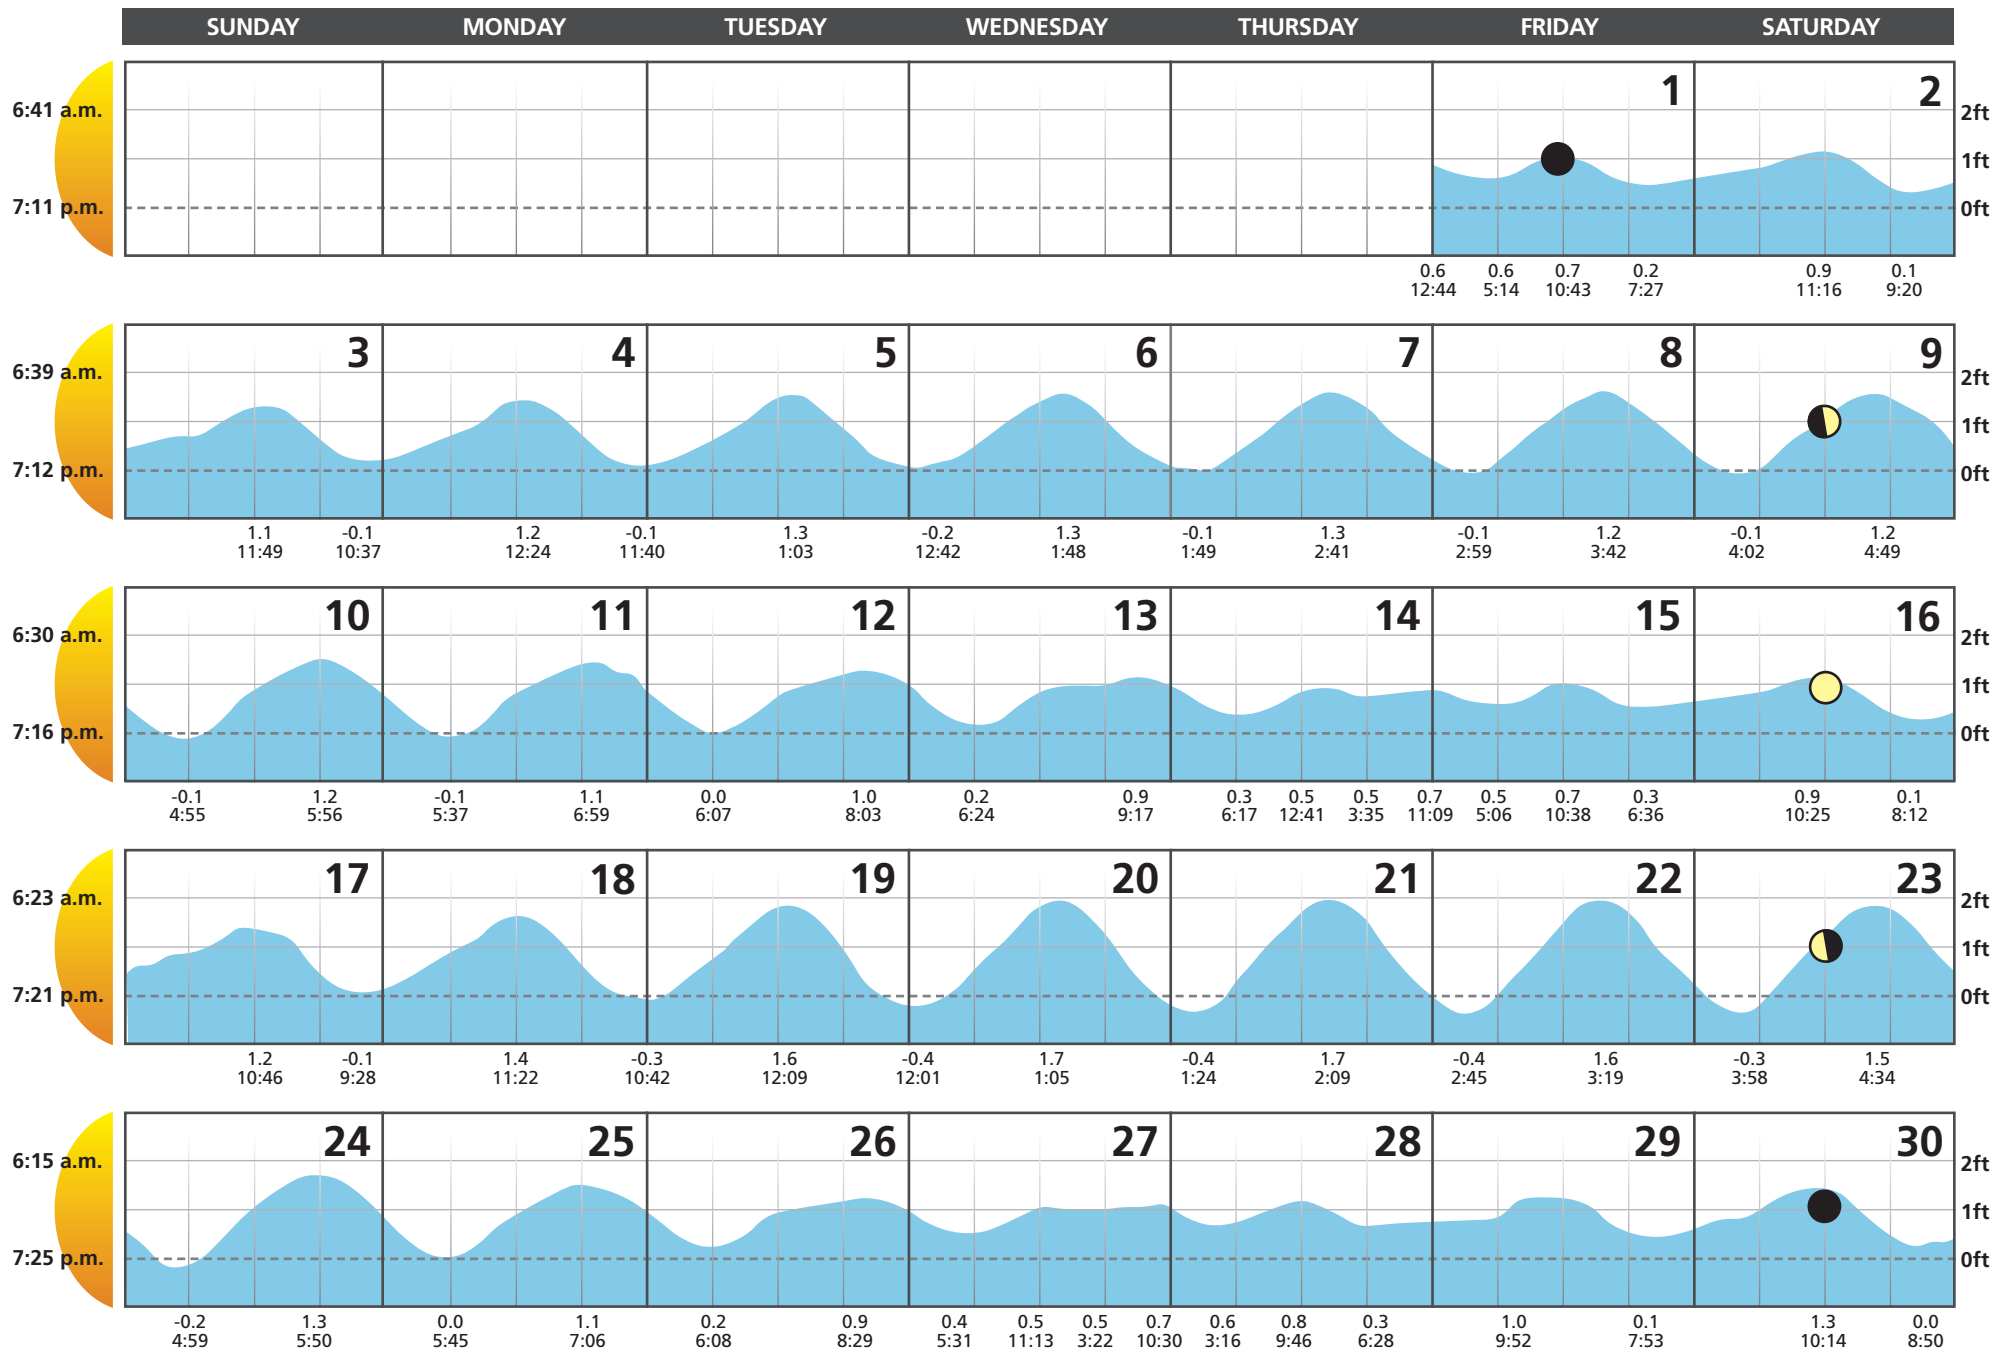 SUNDAY MONDAY TUESDAY WEDNESDAY THURSDAY FRIDAY SATURDAY
1 2
6:41 a.m. 2ft
1ft
7:11 p.m. 0ft
0.6 0.6 0.7 0.2 0.9 0.1
12:44 5:14 10:43 7:27 11:16 9:20
3 4 5 6 7 8 9
6:39 a.m. 2ft
1ft
7:12 p.m. 0ft
1.1 -0.1 1.2 -0.1 1.3 -0.2 1.3 -0.1 1.3 -0.1 1.2 -0.1 1.2
11:49 10:37 12:24 11:40 1:03 12:42 1:48 1:49 2:41 2:59 3:42 4:02 4:49
10 11 12 13 14 15 16
6:30 a.m. 2ft
1ft
7:16 p.m. 0ft
-0.1 1.2 -0.1 1.1 0.0 1.0 0.2 0.9 0.3 0.5 0.5 0.7 0.5 0.7 0.3 0.9 0.1
4:55 5:56 5:37 6:59 6:07 8:03 6:24 9:17 6:17 12:41 3:35 11:09 5:06 10:38 6:36 10:25 8:12
17 18 19 20 21 22 23
6:23 a.m. 2ft
1ft
7:21 p.m. 0ft
1.2 -0.1 1.4 -0.3 1.6 -0.4 1.7 -0.4 1.7 -0.4 1.6 -0.3 1.5
10:46 9:28 11:22 10:42 12:09 12:01 1:05 1:24 2:09 2:45 3:19 3:58 4:34
24 25 26 27 28 29 30
6:15 a.m. 2ft
1ft
7:25 p.m. 0ft
-0.2 1.3 0.0 1.1 0.2 0.9 0.4 0.5 0.5 0.7 0.6 0.8 0.3 1.0 0.1 1.3 0.0
4:59 5:50 5:45 7:06 6:08 8:29 5:31 11:13 3:22 10:30 3:16 9:46 6:28 9:52 7:53 10:14 8:50